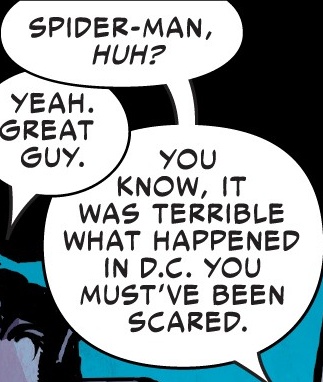 SPIDER-MAN,
HUH?
YEAH.
GREAT
GUY.
YOU
KNOW, IT
WAS TERRIBLE
WHAT HAPPENED
IN D.C. YOU
MUST'VE BEEN
SCARED.